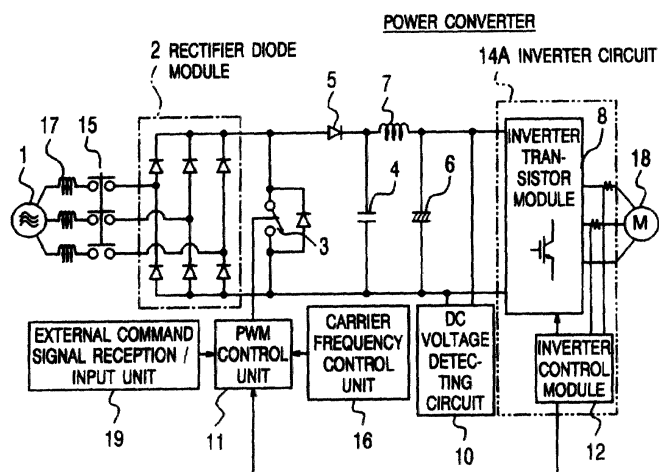 POWER CONVERTER
2 RECTIFIER DIODE
MODULE
14A INVERTER CIRCUIT
5
7
17
15
1
INVERTER
TRAN-
SISTOR
MODULE
8
18
M
4
6
3
EXTERNAL COMMAND
SIGNAL RECEPTION /
INPUT UNIT
19
PWM
CONTROL
UNIT
11
CARRIER
FREQUENCY
CONTROL
UNIT
16
DC
VOLTAGE
DETEC-
TING
CIRCUIT
10
INVERTER
CONTROL
MODULE
12